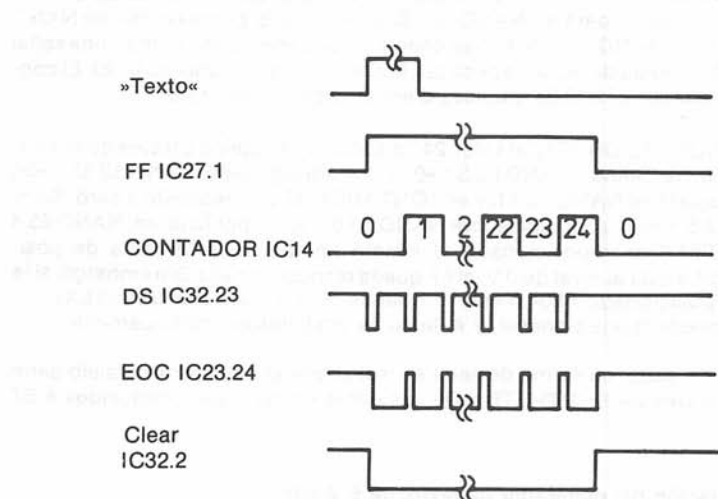 »Texto«
FF IC27.1
0 1 2 22 23 24 0
CONTADOR IC14
DS IC32.23
EOC IC23.24
Clear
IC32.2